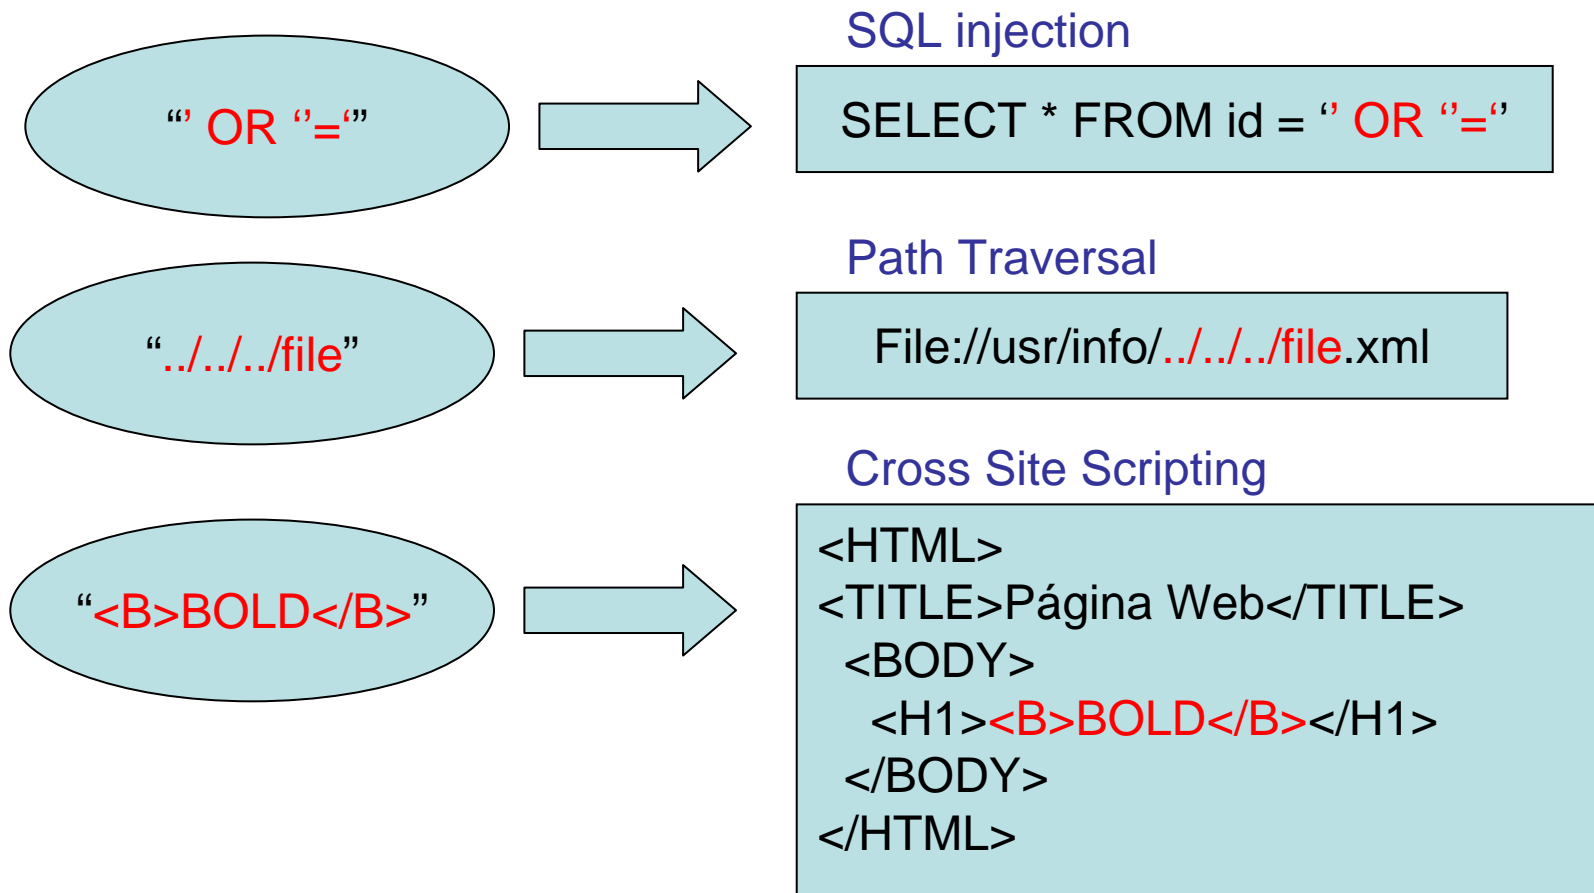 SQL injection
“’ OR ‘’=‘”
SELECT * FROM id = ‘’ OR ‘’=‘’
Path Traversal
“../../../file”
File://usr/info/../../../file.xml
Cross Site Scripting
“<B>BOLD</B>”
<HTML>
<TITLE>Página Web</TITLE>
<BODY>
<H1><B>BOLD</B></H1>
</BODY>
</HTML>